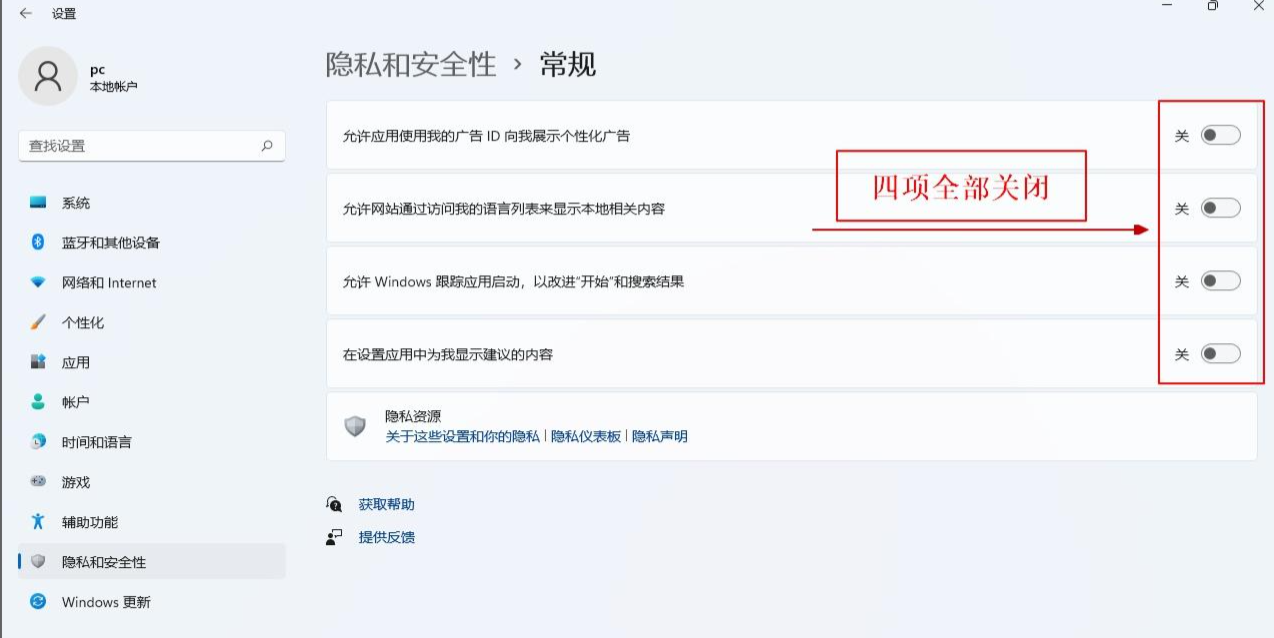 设置
pc
本地帐户
查找设置
系统
蓝牙和其他设备
网络和 Internet
个性化
应用
帐户
时间和语言
游戏
辅助功能
隐私和安全性
Windows 更新
隐私和安全性 › 常规
允许应用使用我的广告 ID 向我展示个性化广告 关
四项全部关闭
允许网站通过访问我的语言列表来显示本地相关内容 关
允许 Windows 跟踪应用启动，以改进“开始”和搜索结果 关
在设置应用中为我显示建议的内容 关
隐私资源
关于这些设置和你的隐私 | 隐私仪表板 | 隐私声明
获取帮助
提供反馈